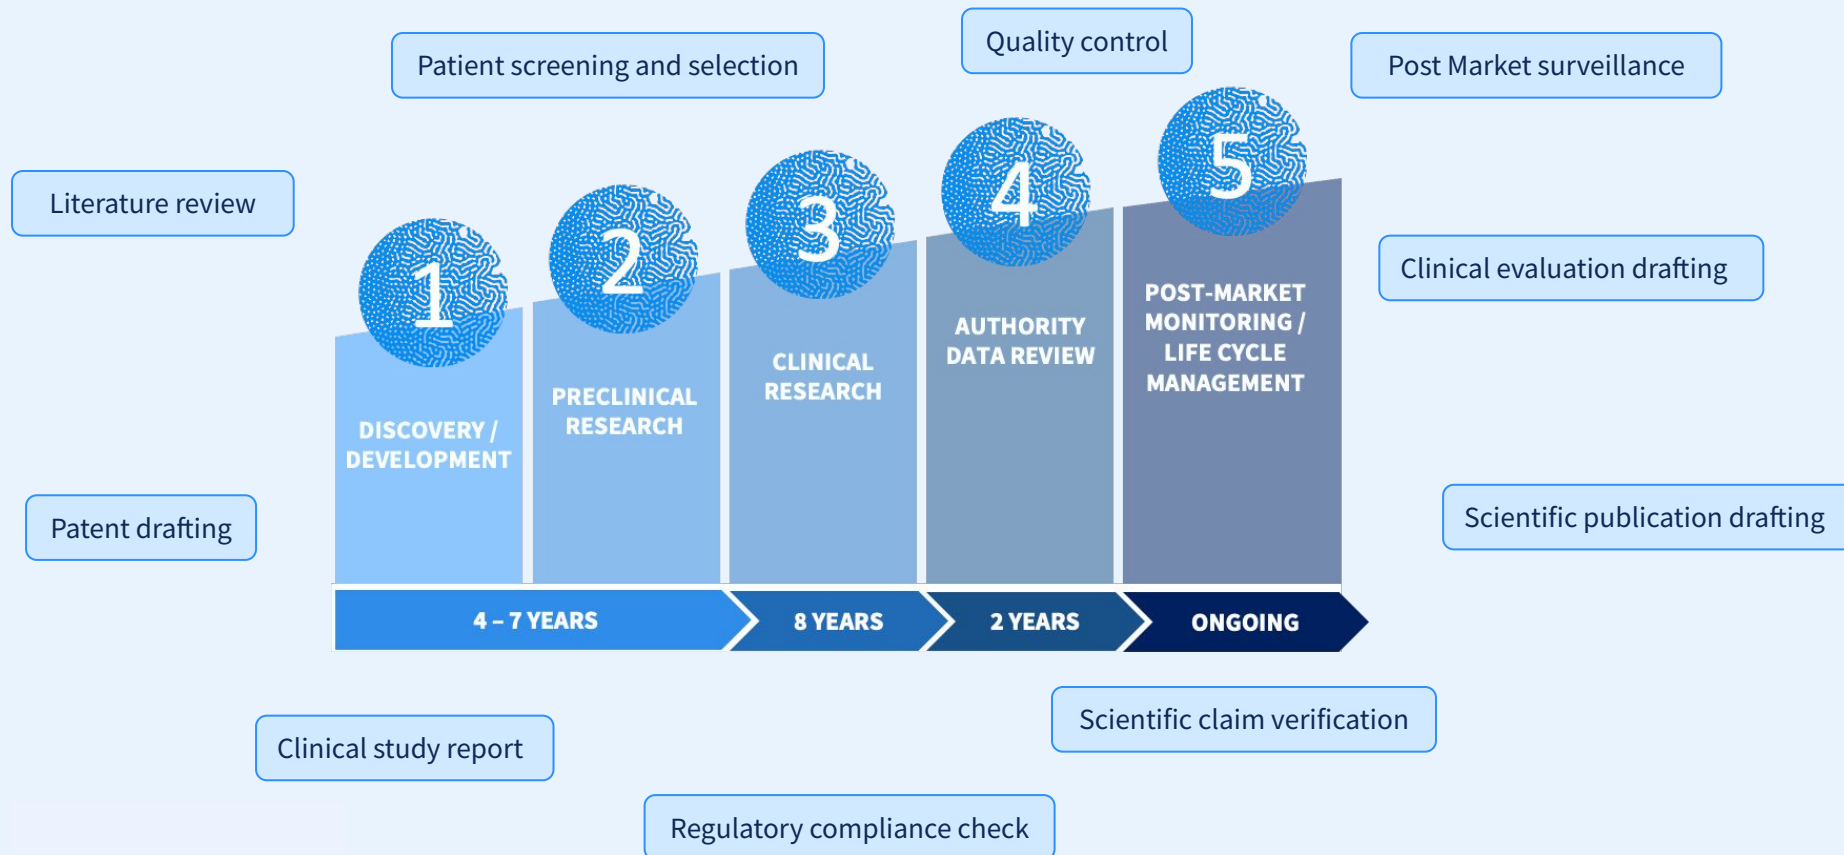 Quality control
Patient screening and selection
Post Market surveillance
Literature review
1
2
3
4
5
Clinical evaluation drafting
DISCOVERY /
DEVELOPMENT
PRECLINICAL
RESEARCH
CLINICAL
RESEARCH
AUTHORITY
DATA REVIEW
POST-MARKET
MONITORING /
LIFE CYCLE
MANAGEMENT
Patent drafting
Scientific publication drafting
4 – 7 YEARS
8 YEARS
2 YEARS
ONGOING
Scientific claim verification
Clinical study report
Regulatory compliance check